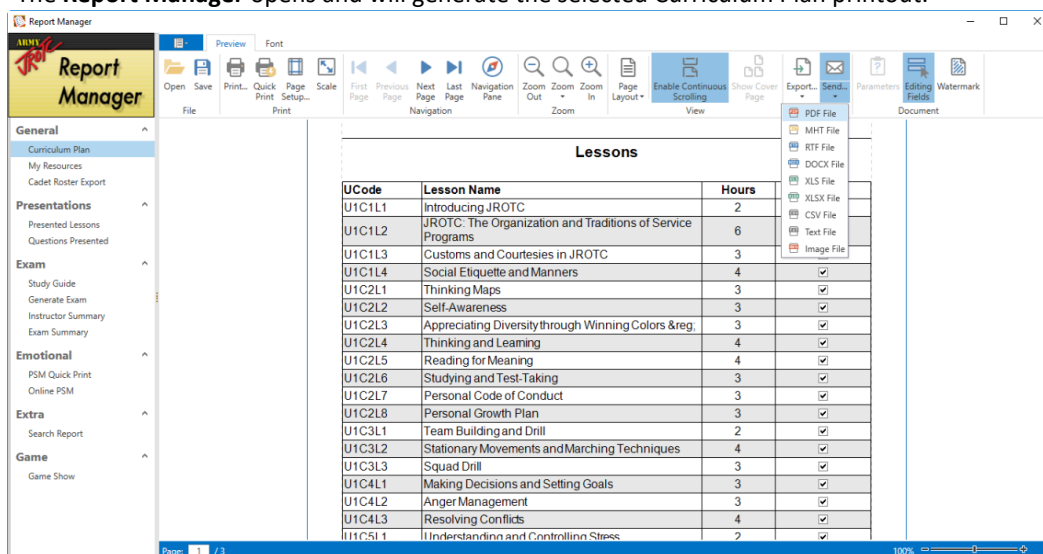 The Report Manager opens and will generate the selected Curriculum Plan printout.
Report Manager
ARMY
JROTC
Report
Manager
Preview Font
Open Save Print... Quick Print Page Setup... Scale First Page Previous Page Next Page Last Page Navigation Pane Zoom Out Zoom Zoom In Page Layout Enable Continuous Scrolling Show Cover Page Export... Send... Parameters Editing Fields Watermark
File Print Navigation Zoom View Document
PDF File
MHT File
RTF File
DOCX File
XLS File
XLSX File
CSV File
Text File
Image File
General
Curriculum Plan
My Resources
Cadet Roster Export
Presentations
Presented Lessons
Questions Presented
Exam
Study Guide
Generate Exam
Instructor Summary
Exam Summary
Emotional
PSM Quick Print
Online PSM
Extra
Search Report
Game
Game Show
Lessons
UCode Lesson Name Hours
U1C1L1 Introducing JROTC 2
U1C1L2 JROTC: The Organization and Traditions of Service Programs 6
U1C1L3 Customs and Courtesies in JROTC 3
U1C1L4 Social Etiquette and Manners 4
U1C2L1 Thinking Maps 3
U1C2L2 Self-Awareness 3
U1C2L3 Appreciating Diversity through Winning Colors &reg; 3
U1C2L4 Thinking and Learning 4
U1C2L5 Reading for Meaning 4
U1C2L6 Studying and Test-Taking 3
U1C2L7 Personal Code of Conduct 3
U1C2L8 Personal Growth Plan 3
U1C3L1 Team Building and Drill 2
U1C3L2 Stationary Movements and Marching Techniques 4
U1C3L3 Squad Drill 3
U1C4L1 Making Decisions and Setting Goals 3
U1C4L2 Anger Management 3
U1C4L3 Resolving Conflicts 4
U1C5L1 Understanding and Controlling Stress 2
Page: 1 / 3
100%